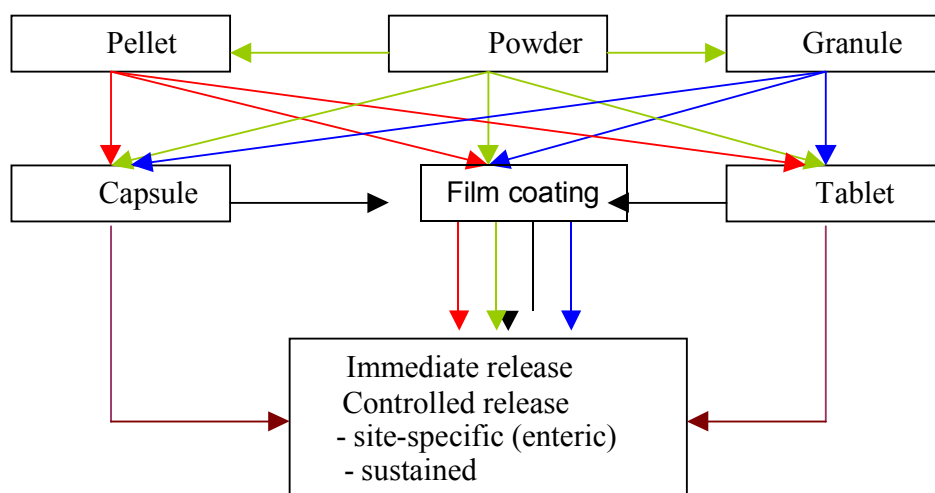 Pellet
Powder
Granule
Capsule
Film coating
Tablet
Immediate release
Controlled release
- site-specific (enteric)
- sustained